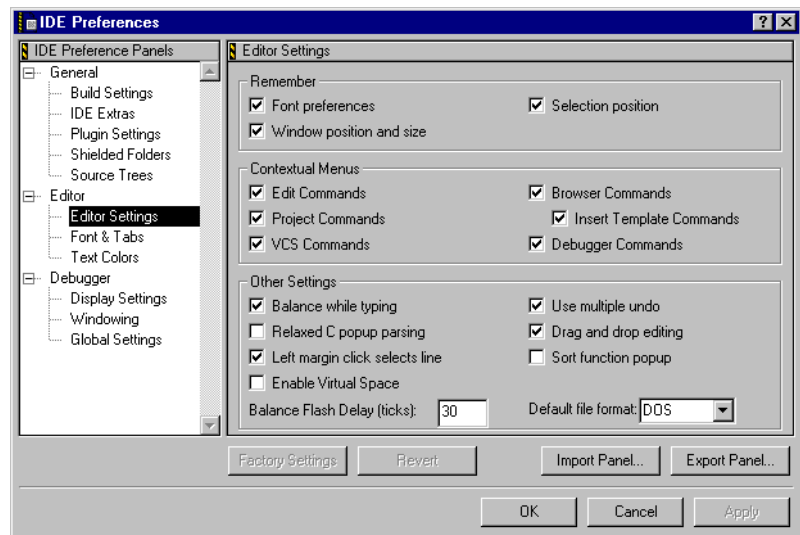 IDE Preferences
IDE Preference Panels
General
Build Settings
IDE Extras
Plugin Settings
Shielded Folders
Source Trees
Editor
Editor Settings
Font & Tabs
Text Colors
Debugger
Display Settings
Windowing
Global Settings
Editor Settings
Remember
Font preferences
Selection position
Window position and size
Contextual Menus
Edit Commands
Browser Commands
Project Commands
Insert Template Commands
VCS Commands
Debugger Commands
Other Settings
Balance while typing
Use multiple undo
Relaxed C popup parsing
Drag and drop editing
Left margin click selects line
Sort function popup
Enable Virtual Space
Balance Flash Delay (ticks): 30
Default file format: DOS
Factory Settings
Revert
Import Panel...
Export Panel...
OK
Cancel
Apply